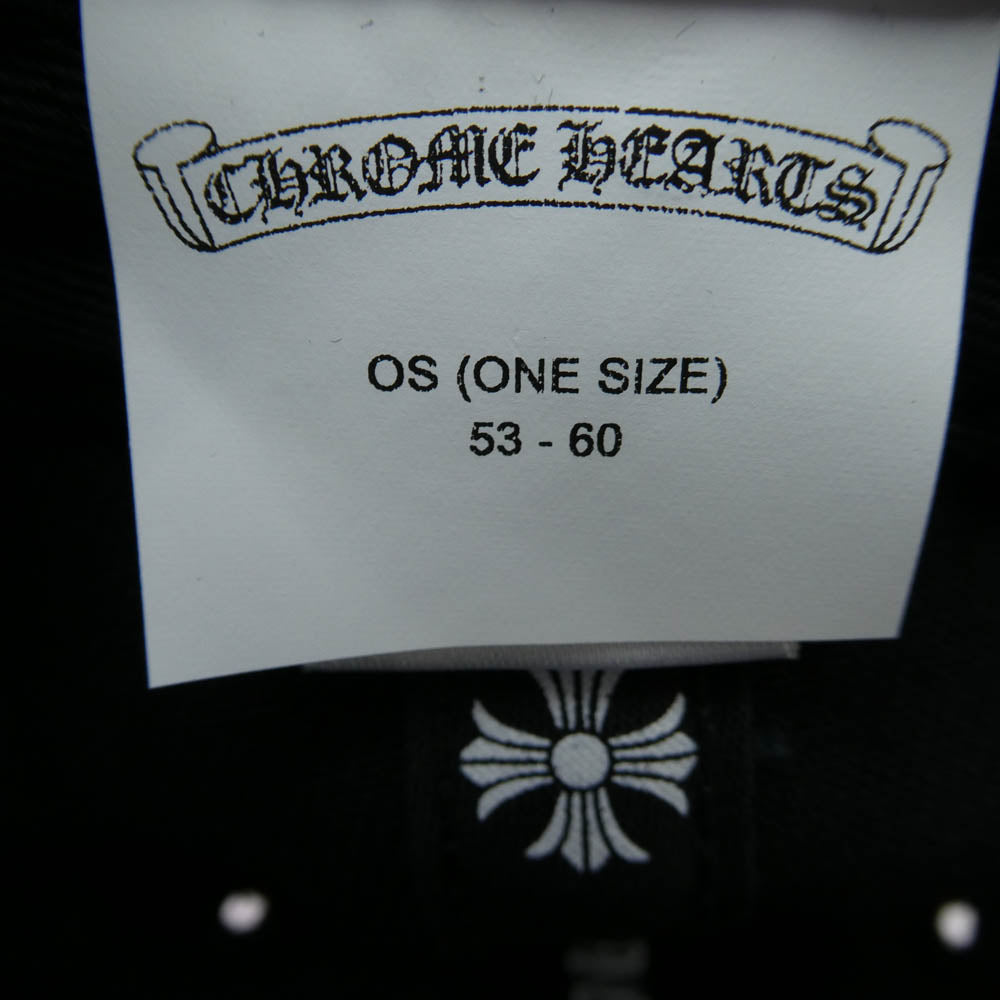 CHROME HEARTS
OS (ONE SIZE)
53 - 60